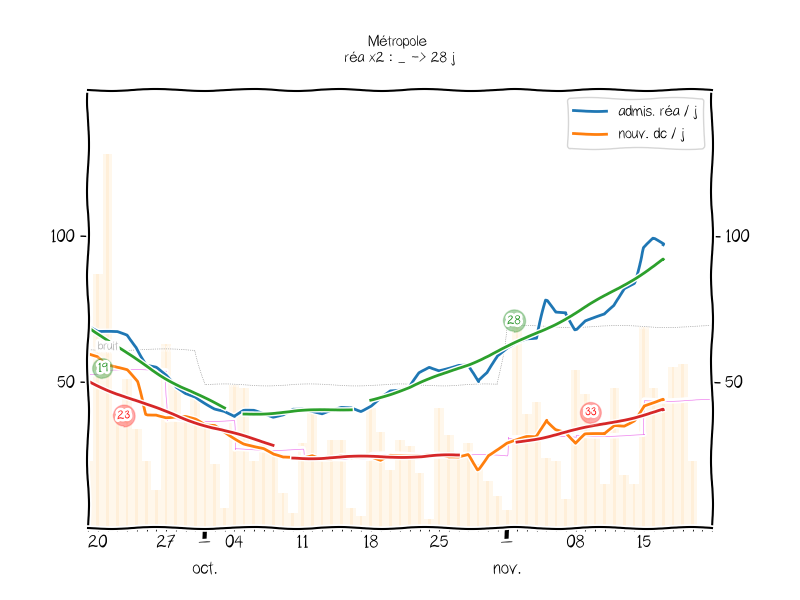 Métropole
réa x2 : _ -> 28 j
admis. réa / j
nouv. dc / j
100
100
28
bruit
19
50
50
23
33
20
27
04
11
18
25
08
15
oct.
nov.